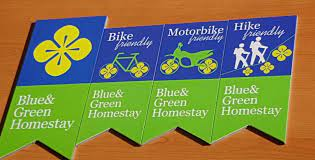 Blue&
Green
Homestay
Bike
friendly
Blue&
Green
Homestay
Motorbike
friendly
Blue&
Green
Homestay
Hike
friendly
Blue&
Green
Homestay